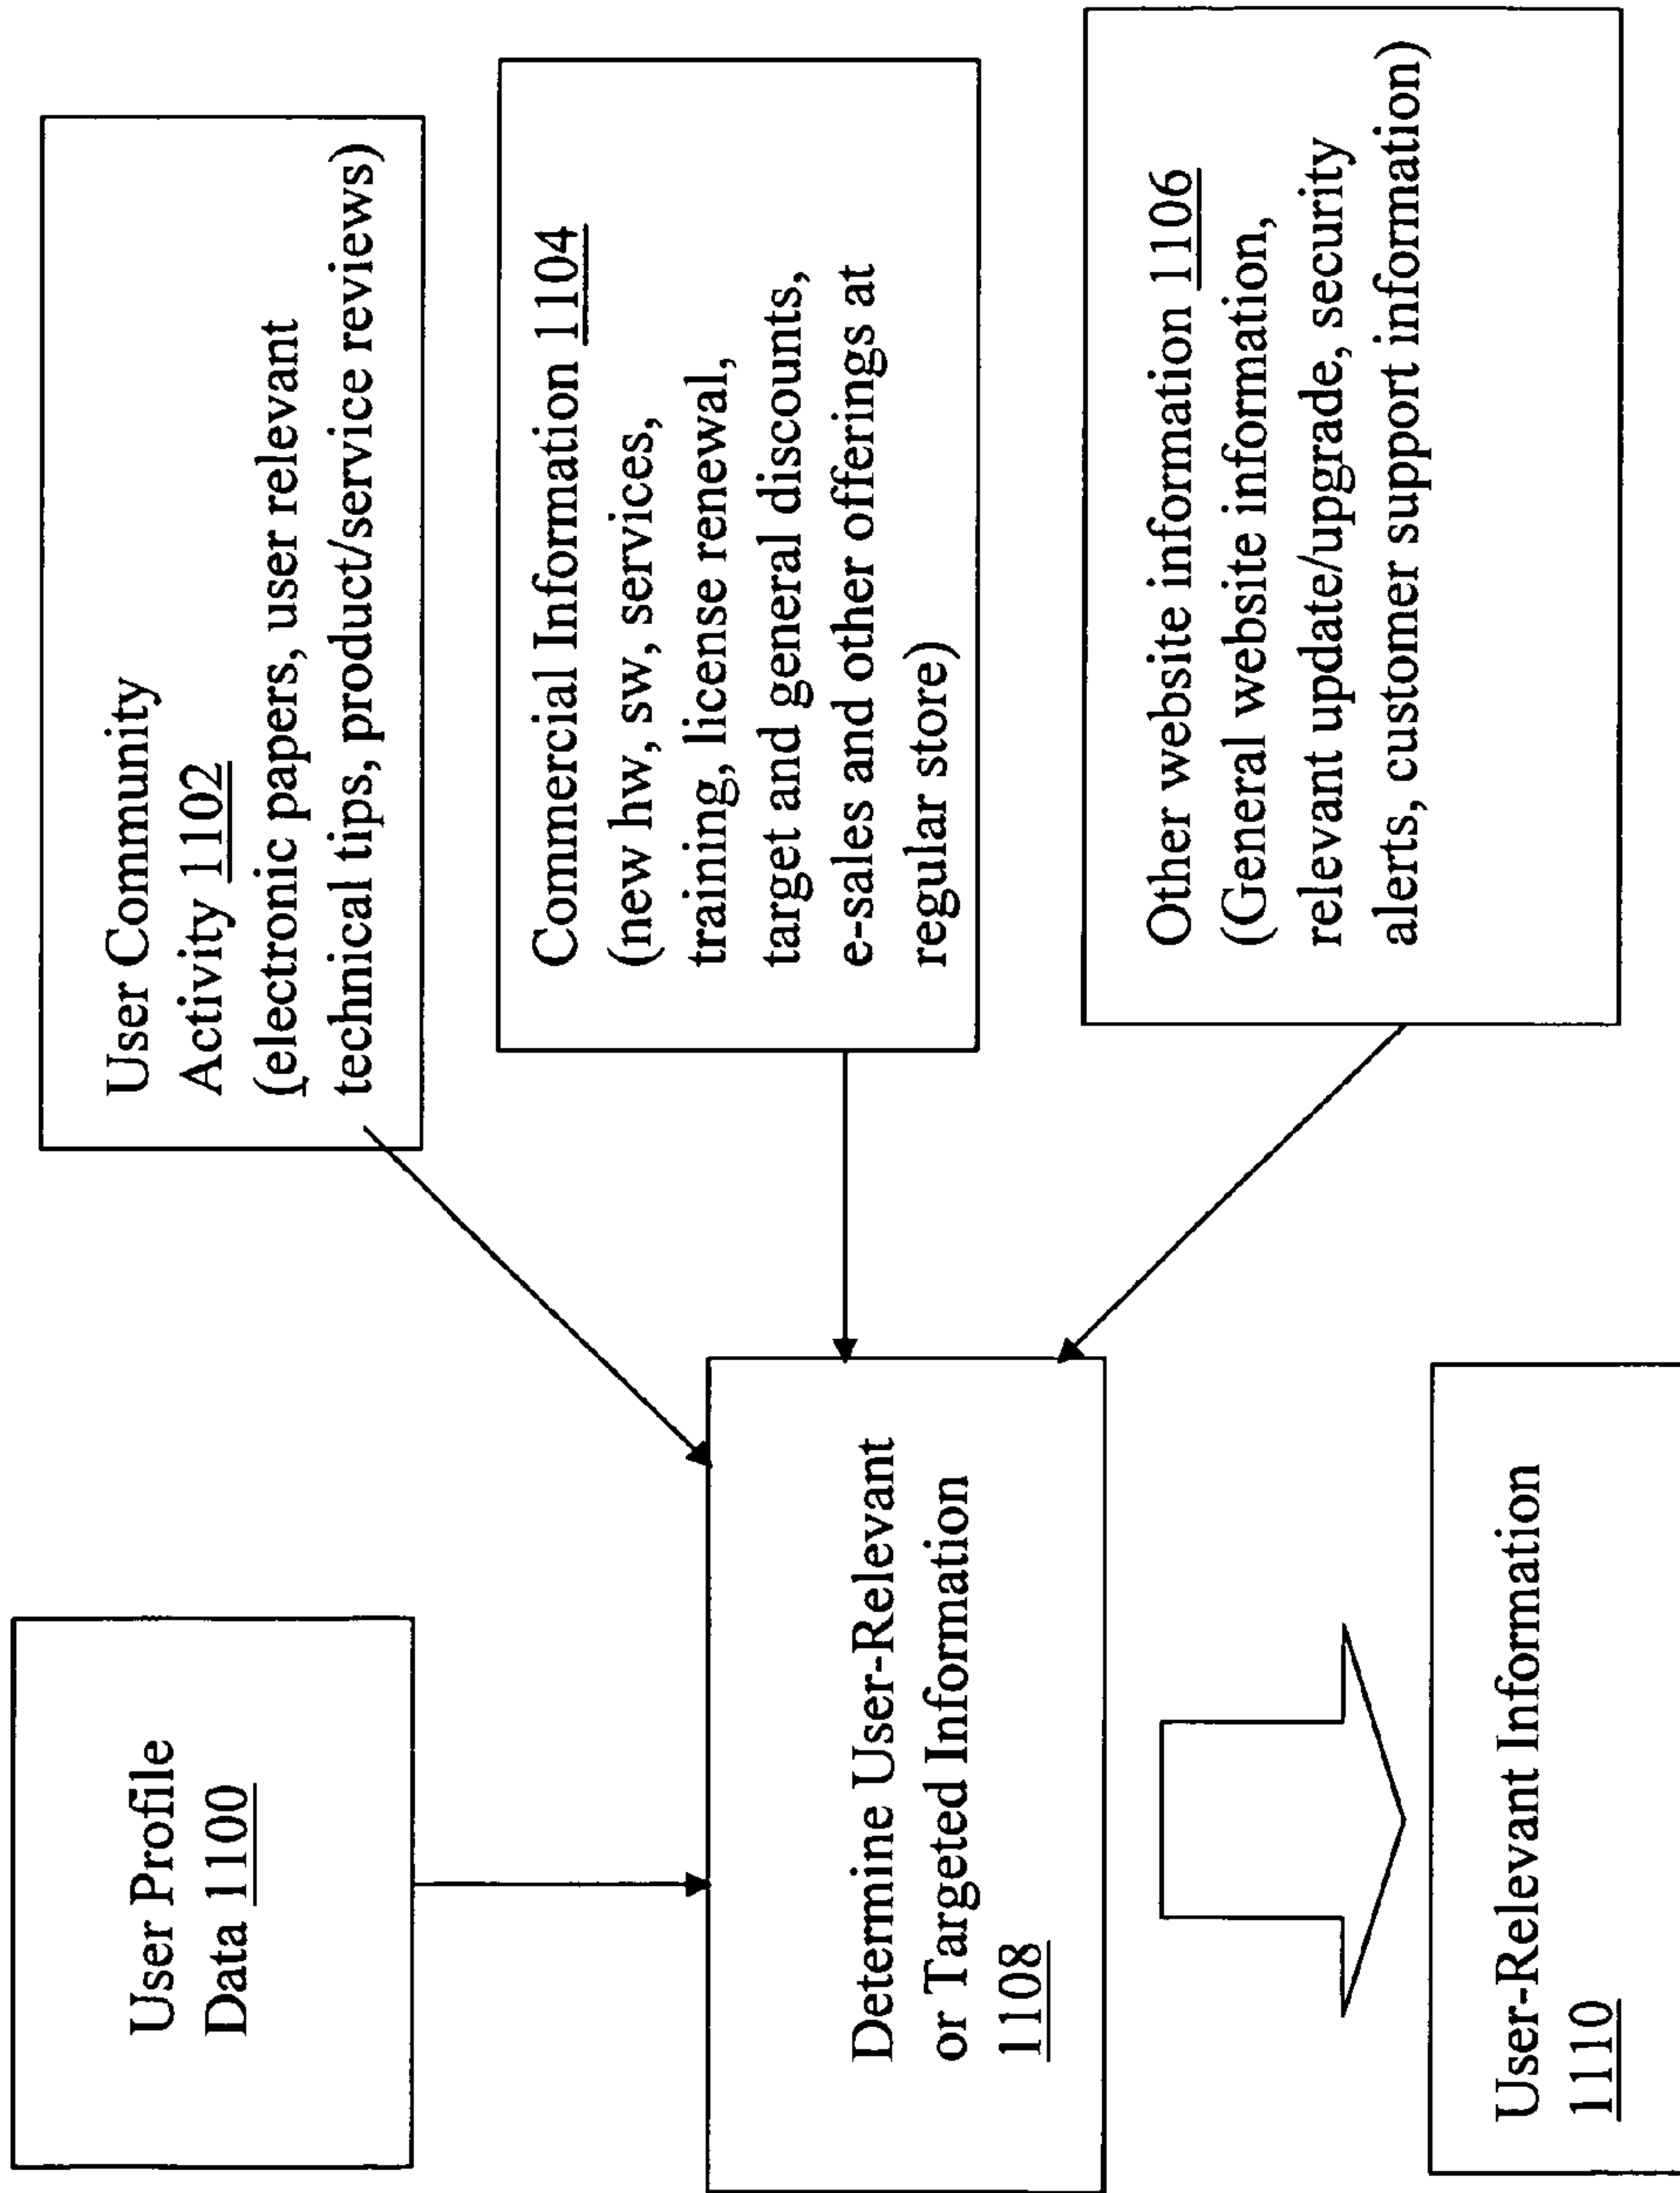 User Profile
Data 1100
User Community
Activity 1102
(electronic papers, user relevant
technical tips, product/service reviews)
Commercial Information 1104
(new hw, sw, services,
training, license renewal,
target and general discounts,
e-sales and other offerings at
regular store)
Other website information 1106
(General website information,
relevant update/upgrade, security
alerts, customer support information)
Determine User-Relevant
or Targeted Information
1108
User-Relevant Information
1110